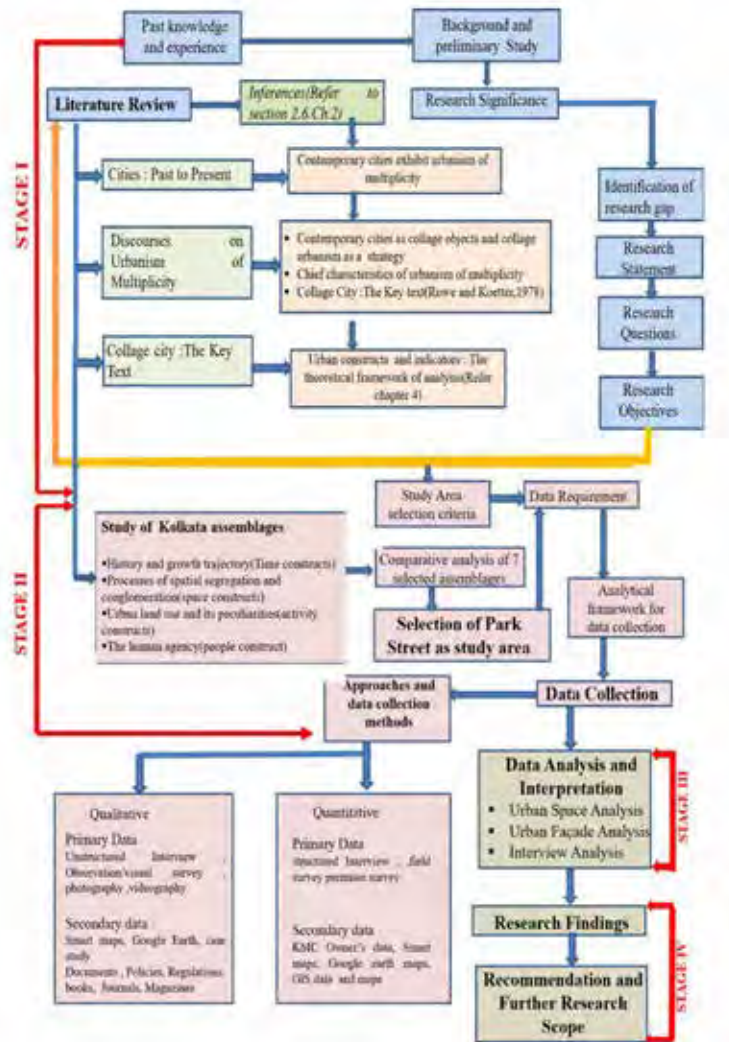 Past knowledge
and experience
Background and
preliminary Study
Literature Review
Inferences(Refer to
section 2.6.Ch.2)
Research Significance
STAGE I
Cities : Past to Present
Contemporary cities exhibit urbanism of
multiplicity
Identification of
research gap
Discourses on
Urbanism of
Multiplicity
▪ Contemporary cities as collage objects and collage
urbanism as a strategy
▪ Chief characteristics of urbanism of multiplicity
▪ Collage City :The Key text(Rowe and Koetter,1978)
Research
Statement
Research
Questions
Collage city :The Key
Text
Urban constructs and indicators : The
theoretical framework of analysis(Refer
chapter 4)
Research
Objectives
Study Area
selection criteria
Data Requirement
STAGE II
Study of Kolkata assemblages
▪History and growth trajectory(Time constructs)
▪Processes of spatial segregation and
conglomeration(space constructs)
▪Urban land use and its peculiarities(activity
constructs)
▪The human agency(people construct)
Comparative analysis of 7
selected assemblages
Selection of Park
Street as study area
Analytical
framework for
data collection
Approaches and
data collection
methods
Data Collection
Data Analysis and
Interpretation
▪ Urban Space Analysis
▪ Urban Façade Analysis
▪ Interview Analysis
STAGE III
Qualitative
Primary Data
Unstructured Interview ,
Observation/visual survey
, photography ,videography
Secondary data
Smart maps, Google Earth, case
study
Documents , Policies, Regulations,
books, Journals, Magazines
Quantitative
Primary Data
structured Interview , field
survey premises survey
Secondary data
KMC Owner's data, Smart
maps, Google earth maps,
GIS data and maps
Research Findings
Recommendation and
Further Research
Scope
STAGE IV